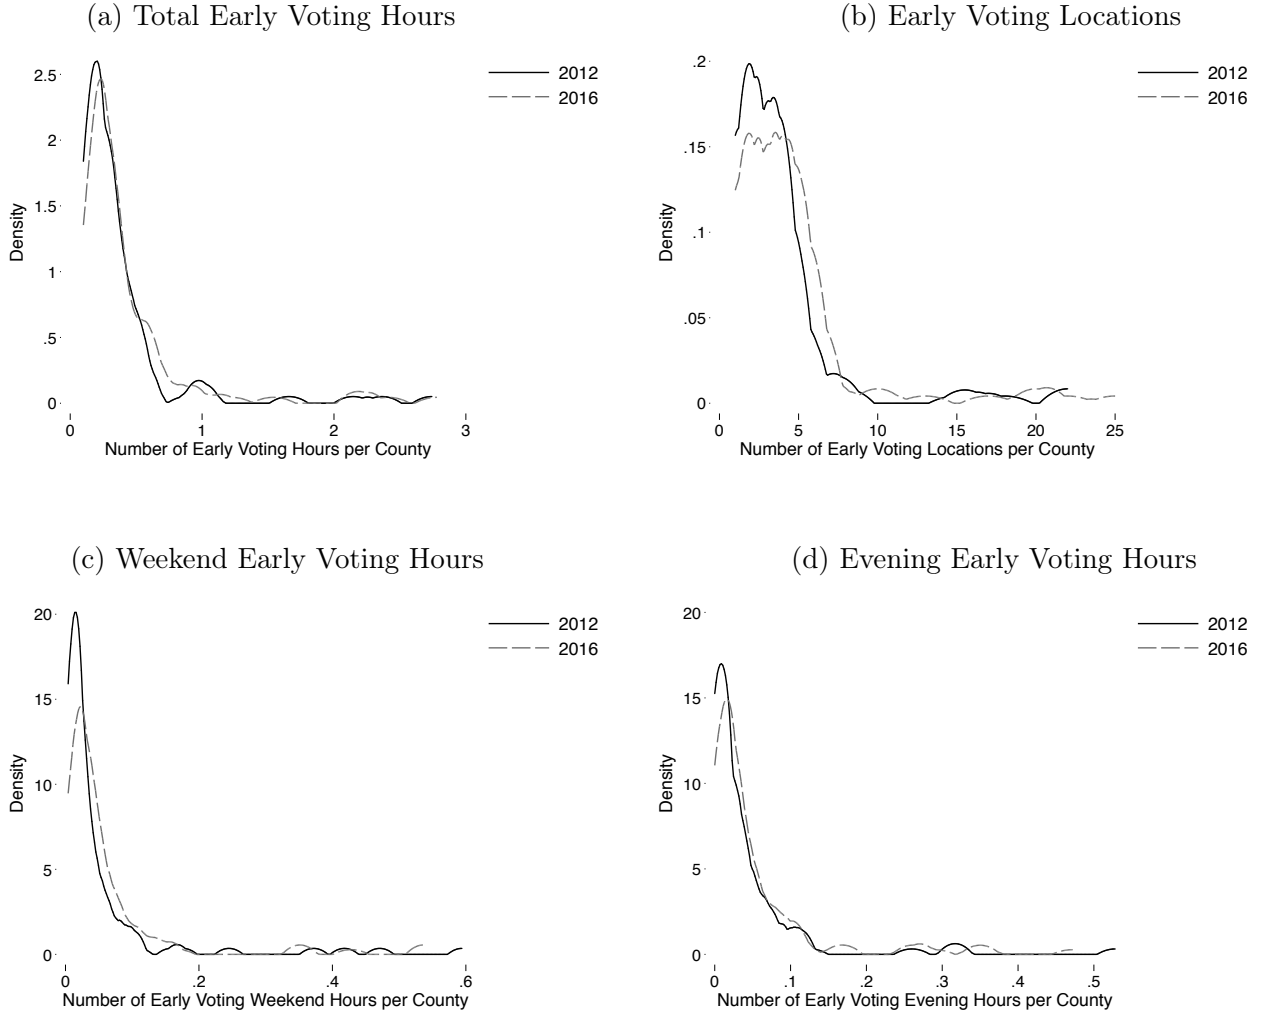 (a) Total Early Voting Hours
2.5
2
1.5
1
.5
0
Density
0 1 2 3
Number of Early Voting Hours per County
2012
2016
(b) Early Voting Locations
.2
.15
.1
.05
0
Density
0 5 10 15 20 25
Number of Early Voting Locations per County
2012
2016
(c) Weekend Early Voting Hours
20
15
10
5
0
Density
0 .2 .4 .6
Number of Early Voting Weekend Hours per County
2012
2016
(d) Evening Early Voting Hours
20
15
10
5
0
Density
0 .1 .2 .3 .4 .5
Number of Early Voting Evening Hours per County
2012
2016